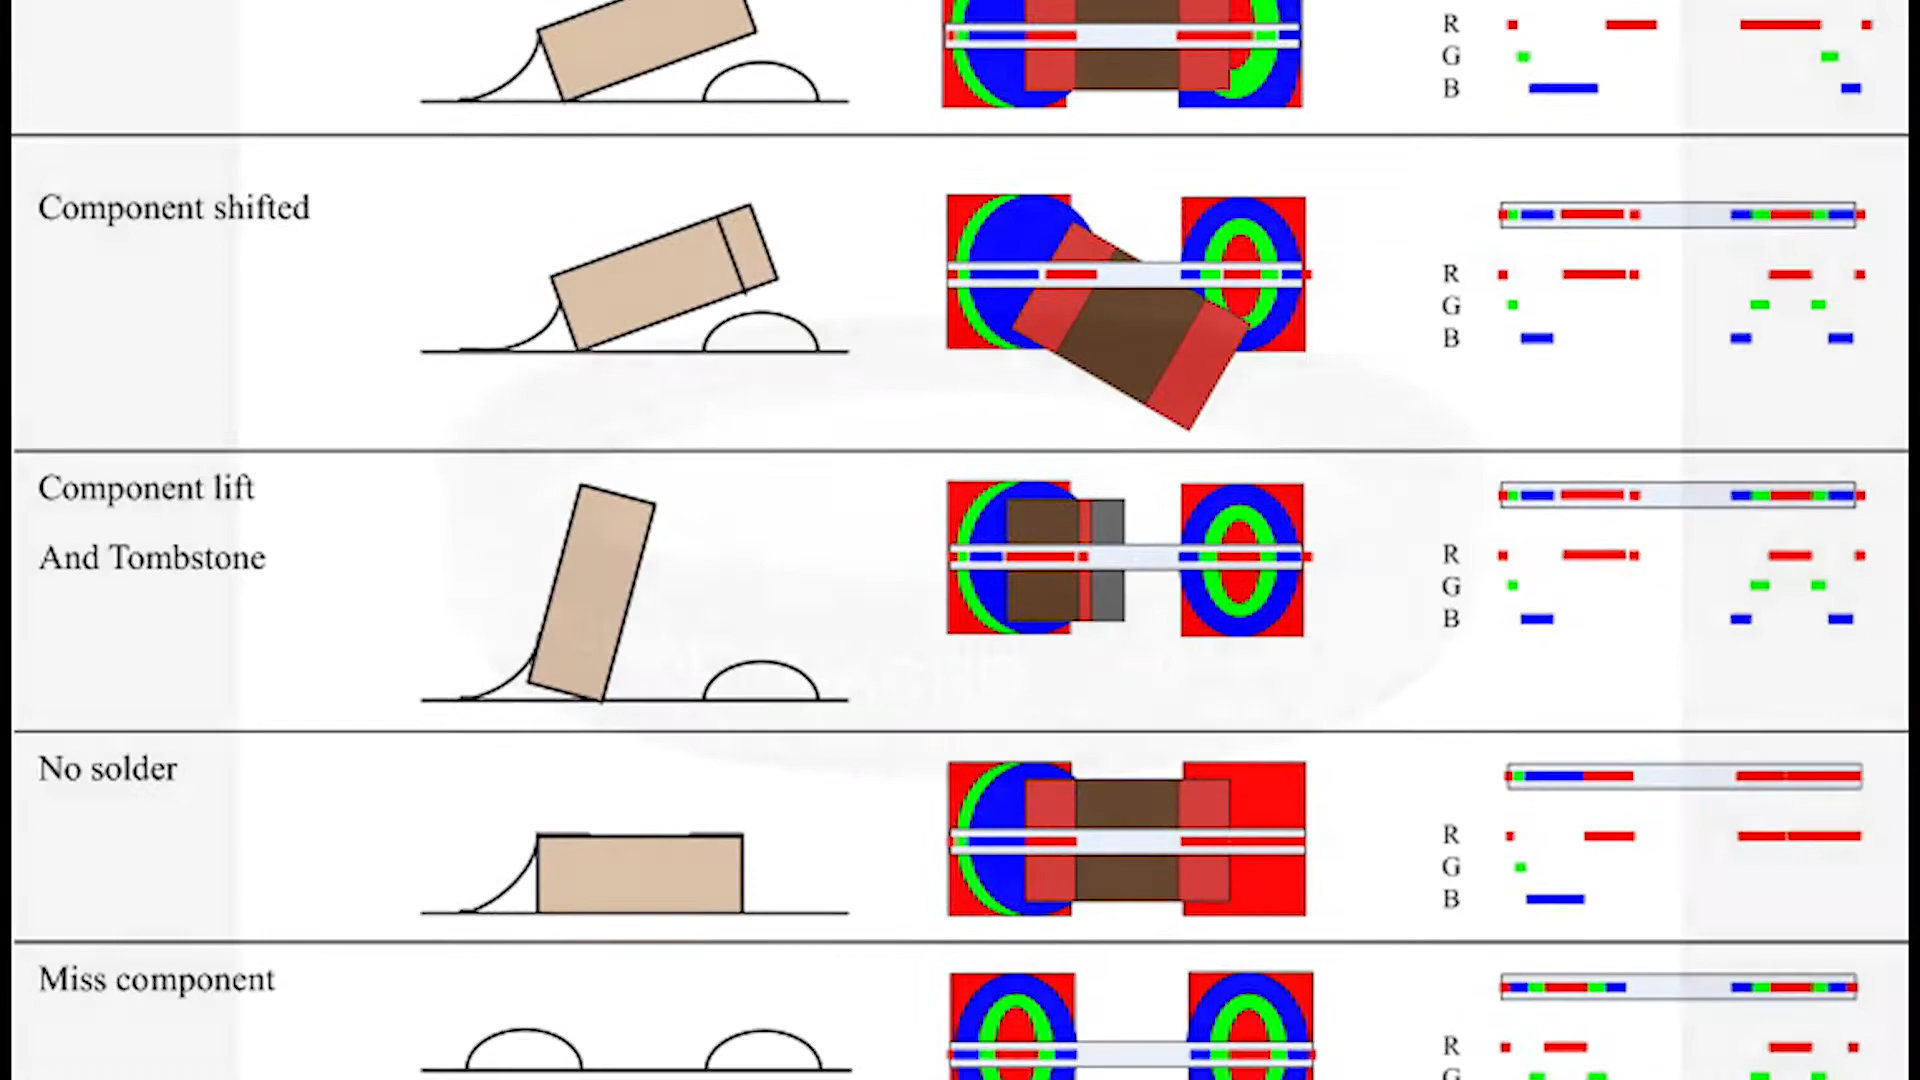 R
G
B
Component shifted
R
G
B
Component lift
And Tombstone
R
G
B
No solder
R
G
B
Miss component
R
G